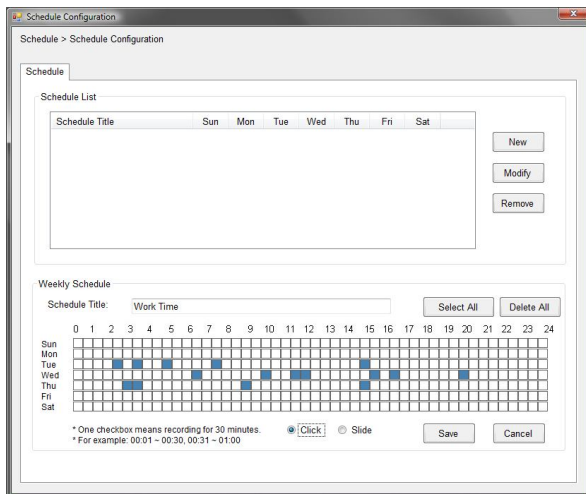 Schedule Configuration
Schedule > Schedule Configuration
Schedule
Schedule List
Schedule Title Sun Mon Tue Wed Thu Fri Sat
New
Modify
Remove
Weekly Schedule
Schedule Title: Work Time Select All Delete All
0 1 2 3 4 5 6 7 8 9 10 11 12 13 14 15 16 17 18 19 20 21 22 23 24
Sun
Mon
Tue
Wed
Thu
Fri
Sat
* One checkbox means recording for 30 minutes.
* For example: 00:01 ~ 00:30, 00:31 ~ 01:00
Click Slide Save Cancel